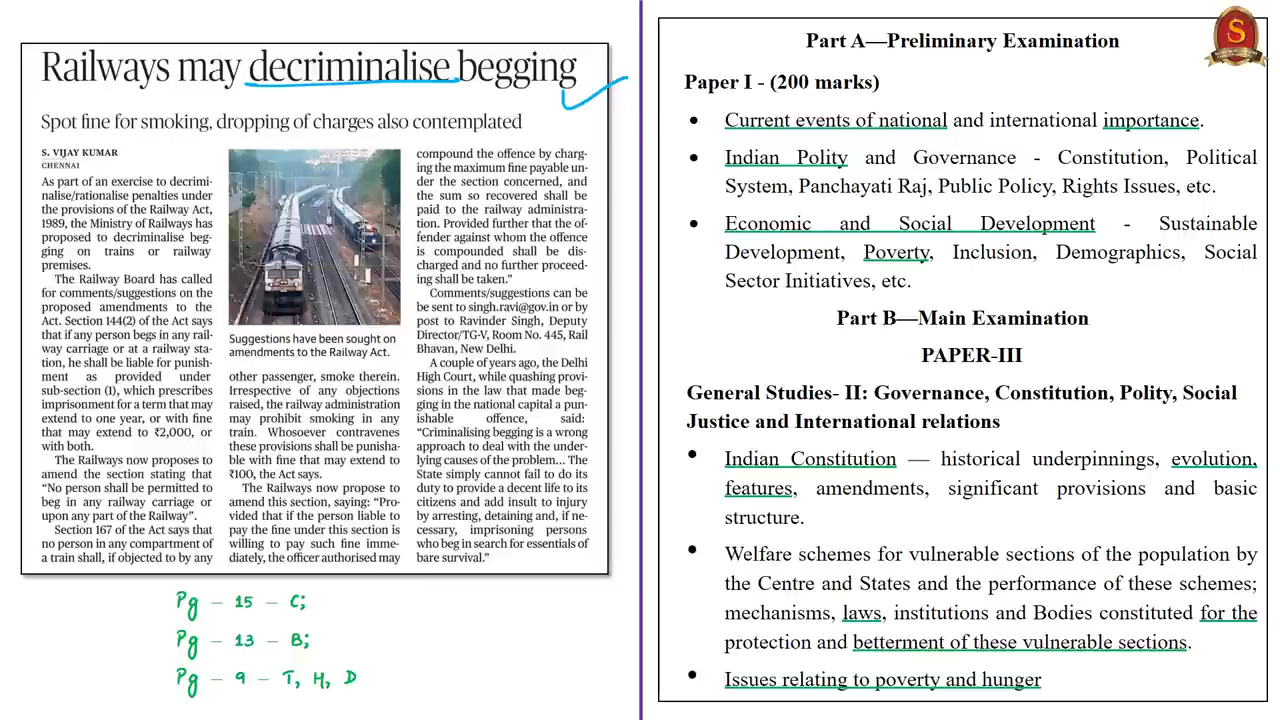 Railways may decriminalise begging
Spot fine for smoking, dropping of charges also contemplated
S. VIJAY KUMAR
CHENNAI
As part of an exercise to decrimi-
nalise/rationalise penalties under
the provisions of the Railway Act,
1989, the Ministry of Railways has
proposed to decriminalise beg-
ging on trains or railway
premises.
The Railway Board has called
for comments/suggestions on the
proposed amendments to the
Act. Section 144(2) of the Act says
that if any person begs in any rail-
way carriage or at a railway sta-
tion, he shall be liable for punish-
ment as provided under
sub-section (I), which prescribes
imprisonment for a term that may
extend to one year, or with fine
that may extend to ₹2,000, or
with both.
The Railways now proposes to
amend the section stating that
“No person shall be permitted to
beg in any railway carriage or
upon any part of the Railway”.
Section 167 of the Act says that
no person in any compartment of
a train shall, if objected to by any
Suggestions have been sought on
amendments to the Railway Act.
other passenger, smoke therein.
Irrespective of any objections
raised, the railway administration
may prohibit smoking in any
train. Whosoever contravenes
these provisions shall be punisha-
ble with fine that may extend to
₹100, the Act says.
The Railways now propose to
amend this section, saying: “Pro-
vided that if the person liable to
pay the fine under this section is
willing to pay such fine imme-
diately, the officer authorised may
compound the offence by charg-
ing the maximum fine payable un-
der the section concerned, and
the sum so recovered shall be
paid to the railway administra-
tion. Provided further that the of-
fender against whom the offence
is compounded shall be dis-
charged and no further proceed-
ing shall be taken.”
Comments/suggestions can be
be sent to singh.ravi@gov.in or by
post to Ravinder Singh, Deputy
Director/TG-V, Room No. 445, Rail
Bhavan, New Delhi.
A couple of years ago, the Delhi
High Court, while quashing provi-
sions in the law that made beg-
ging in the national capital a pun-
ishable offence, said:
“Criminalising begging is a wrong
approach to deal with the under-
lying causes of the problem... The
State simply cannot fail to do its
duty to provide a decent life to its
citizens and add insult to injury
by arresting, detaining and, if ne-
cessary, imprisoning persons
who beg in search for essentials of
bare survival.”
Pg – 15 – C;
Pg – 13 – B;
Pg – 9 – T, H, D
Part A—Preliminary Examination
Paper I - (200 marks)
• Current events of national and international importance.
• Indian Polity and Governance - Constitution, Political
System, Panchayati Raj, Public Policy, Rights Issues, etc.
• Economic and Social Development - Sustainable
Development, Poverty, Inclusion, Demographics, Social
Sector Initiatives, etc.
Part B—Main Examination
PAPER-III
General Studies- II: Governance, Constitution, Polity, Social
Justice and International relations
• Indian Constitution — historical underpinnings, evolution,
features, amendments, significant provisions and basic
structure.
• Welfare schemes for vulnerable sections of the population by
the Centre and States and the performance of these schemes;
mechanisms, laws, institutions and Bodies constituted for the
protection and betterment of these vulnerable sections.
• Issues relating to poverty and hunger
S